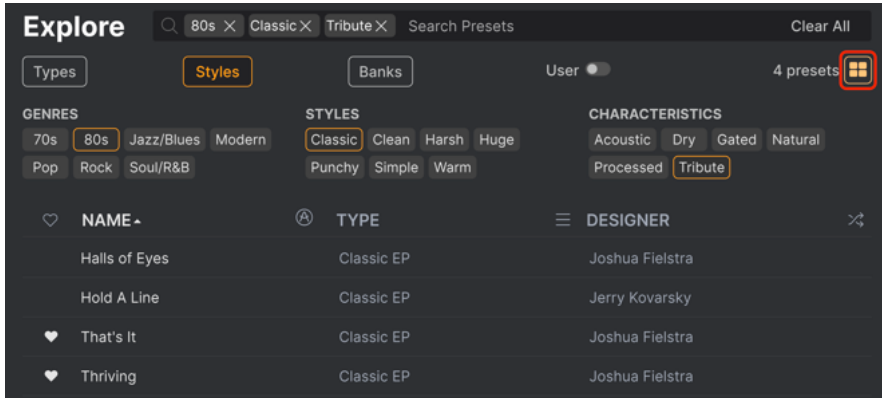 Explore 80s Classic Tribute Search Presets Clear All
Types Styles Banks User 4 presets
GENRES STYLES CHARACTERISTICS
70s 80s Jazz/Blues Modern Classic Clean Harsh Huge Acoustic Dry Gated Natural
Pop Rock Soul/R&B Punchy Simple Warm Processed Tribute
NAME TYPE DESIGNER
Halls of Eyes Classic EP Joshua Fielstra
Hold A Line Classic EP Jerry Kovarsky
That's It Classic EP Joshua Fielstra
Thriving Classic EP Joshua Fielstra